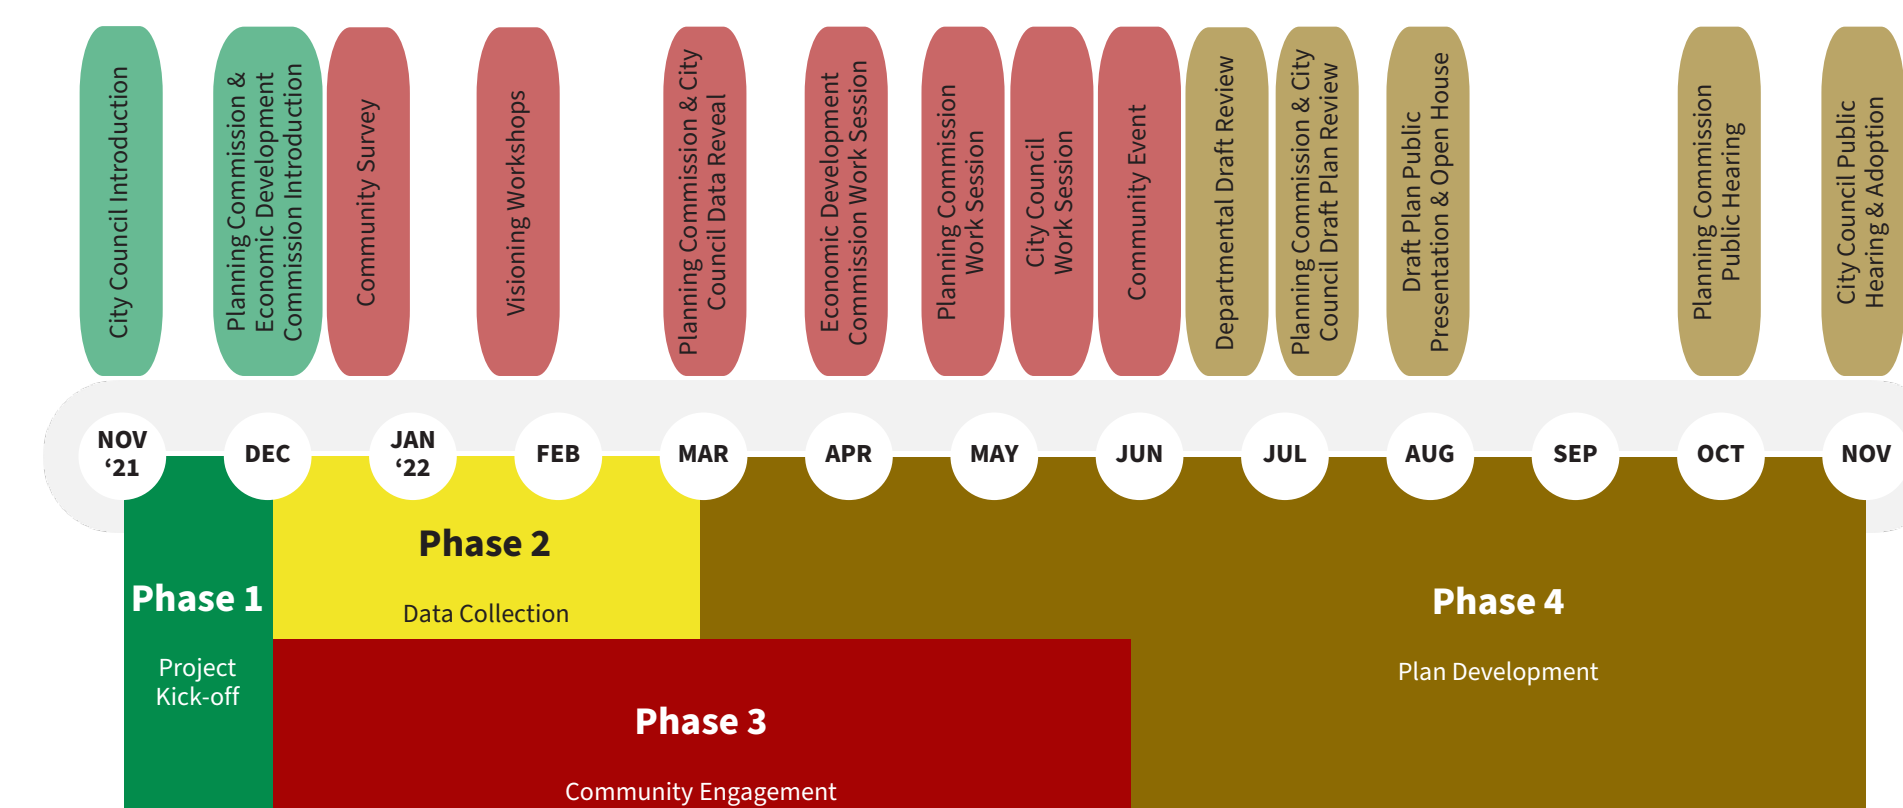 City Council Introduction
Planning Commission &
Economic Development
Commission Introduction
Community Survey
Visioning Workshops
Planning Commission & City
Council Data Reveal
Economic Development
Commission Work Session
Planning Commission
Work Session
City Council
Work Session
Community Event
Departmental Draft Review
Planning Commission & City
Council Draft Plan Review
Draft Plan Public
Presentation & Open House
Planning Commission
Public Hearing
City Council Public
Hearing & Adoption
NOV
‘21
DEC
JAN
‘22
FEB
MAR
APR
MAY
JUN
JUL
AUG
SEP
OCT
NOV
Phase 1
Project
Kick-off
Phase 2
Data Collection
Phase 3
Community Engagement
Phase 4
Plan Development